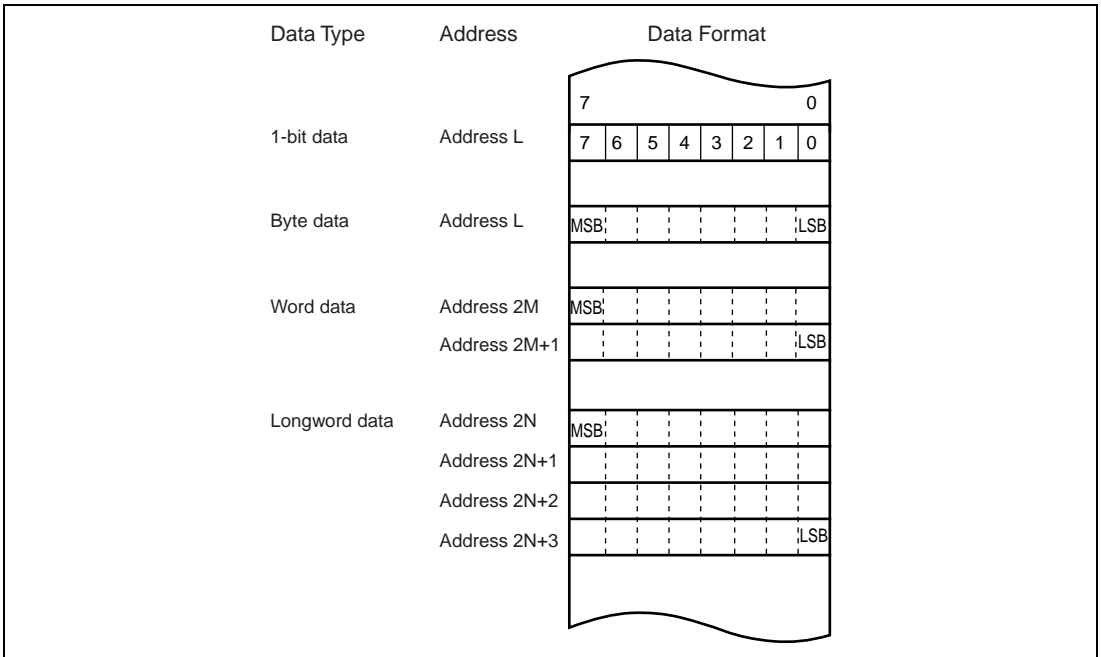 Data Type Address Data Format
7 0
1-bit data Address L 7 6 5 4 3 2 1 0
Byte data Address L MSB LSB
Word data Address 2M MSB
Address 2M+1 LSB
Longword data Address 2N MSB
Address 2N+1
Address 2N+2
Address 2N+3 LSB